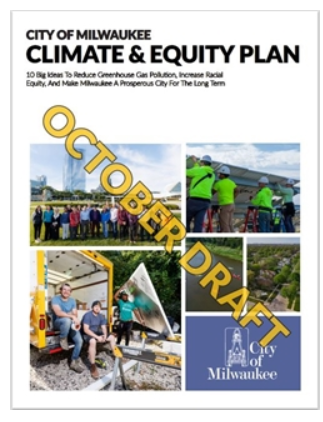 CITY OF MILWAUKEE
CLIMATE & EQUITY PLAN
10 Big Ideas To Reduce Greenhouse Gas Pollution, Increase Racial
Equity, And Make Milwaukee A Prosperous City For The Long Term
OCTOBER DRAFT
City
of
Milwaukee